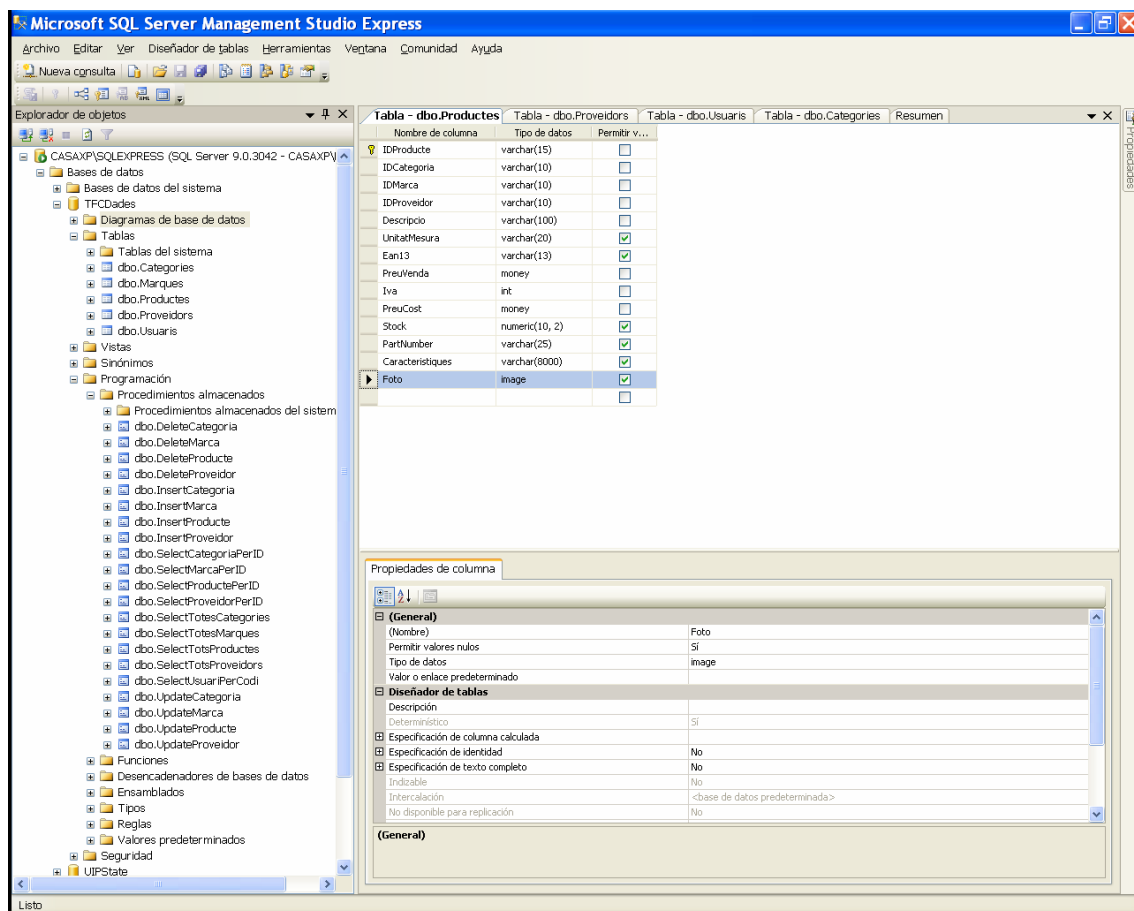 Microsoft SQL Server Management Studio Express
Archivo Editar Ver Diseñador de tablas Herramientas Ventana Comunidad Ayuda
Nueva consulta
Explorador de objetos
CASAXP\SQLEXPRESS (SQL Server 9.0.3042 - CASAXP\
Bases de datos
Bases de datos del sistema
TFCDades
Diagramas de base de datos
Tablas
Tablas del sistema
dbo.Categories
dbo.Marques
dbo.Productes
dbo.Proveidors
dbo.Usuaris
Vistas
Sinónimos
Programación
Procedimientos almacenados
Procedimientos almacenados del sistem
dbo.DeleteCategoria
dbo.DeleteMarca
dbo.DeleteProducte
dbo.DeleteProveidor
dbo.InsertCategoria
dbo.InsertMarca
dbo.InsertProducte
dbo.InsertProveidor
dbo.SelectCategoriaPerID
dbo.SelectMarcaPerID
dbo.SelectProductePerID
dbo.SelectProveidorPerID
dbo.SelectTotesCategories
dbo.SelectTotesMarques
dbo.SelectTotsProductes
dbo.SelectTotsProveidors
dbo.SelectUsuariPerCodi
dbo.UpdateCategoria
dbo.UpdateMarca
dbo.UpdateProducte
dbo.UpdateProveidor
Funciones
Desencadenadores de bases de datos
Ensamblados
Tipos
Reglas
Valores predeterminados
Seguridad
UIPState
Tabla - dbo.Productes Tabla - dbo.Proveidors Tabla - dbo.Usuaris Tabla - dbo.Categories Resumen
Nombre de columna Tipo de datos Permitir v...
IDProducte varchar(15)
IDCategoria varchar(10)
IDMarca varchar(10)
IDProveidor varchar(10)
Descripcio varchar(100)
UnitatMesura varchar(20)
Ean13 varchar(13)
PreuVenda money
Iva int
PreuCost money
Stock numeric(10, 2)
PartNumber varchar(25)
Caracteristiques varchar(8000)
Foto image
Propiedades
Propiedades de columna
(General)
(Nombre) Foto
Permitir valores nulos Sí
Tipo de datos image
Valor o enlace predeterminado
Diseñador de tablas
Descripción
Determinístico Sí
Especificación de columna calculada
Especificación de identidad No
Especificación de texto completo No
Indizable No
Intercalación <base de datos predeterminada>
No disponible para replicación No
(General)
Listo